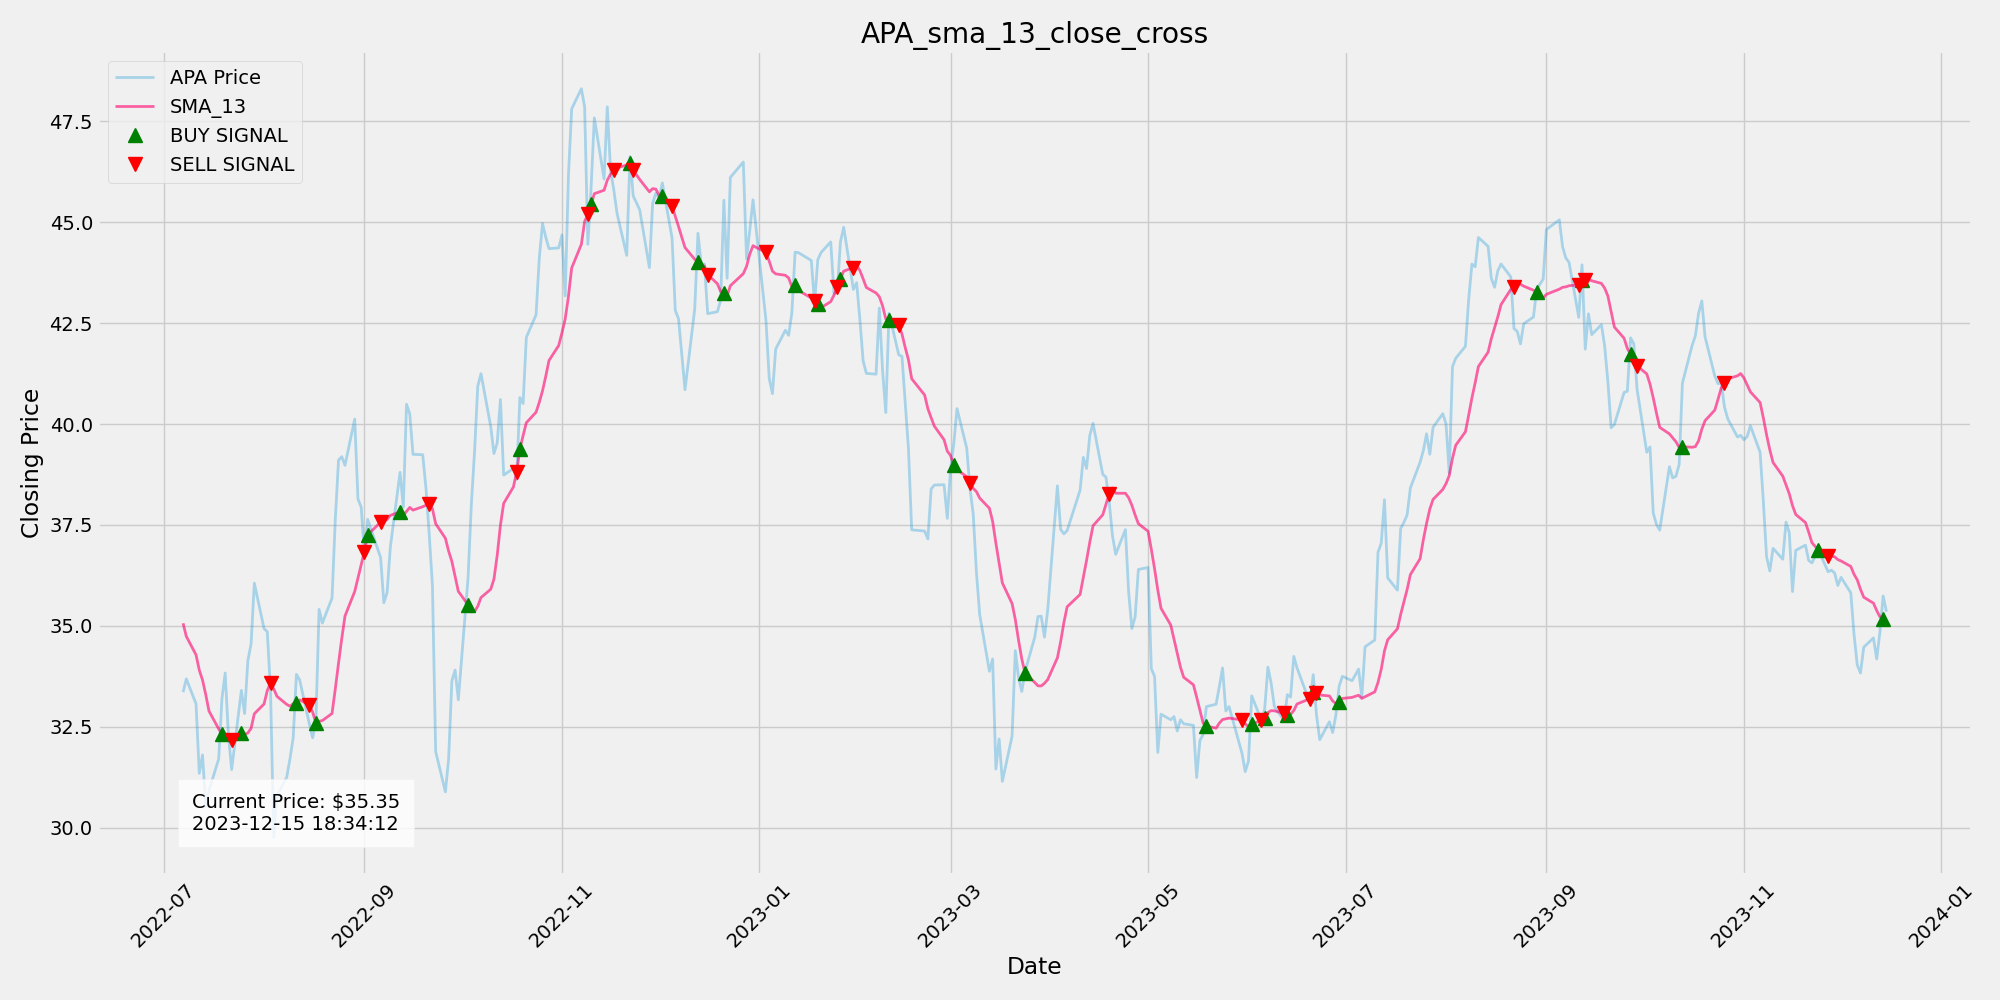 APA_sma_13_close_cross
APA Price
SMA_13
BUY SIGNAL
SELL SIGNAL
Closing Price
47.5
45.0
42.5
40.0
37.5
35.0
32.5
30.0
Current Price: $35.35
2023-12-15 18:34:12
2022-07
2022-09
2022-11
2023-01
2023-03
2023-05
2023-07
2023-09
2023-11
2024-01
Date